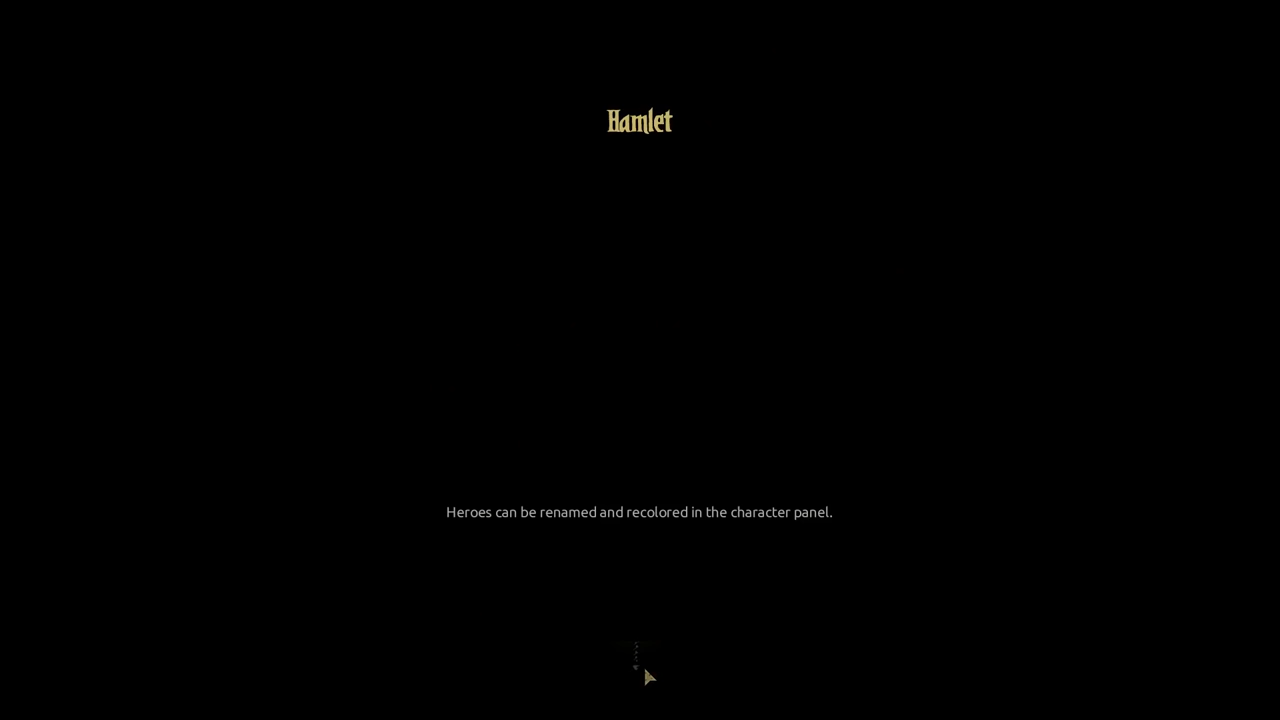 Hamlet
Heroes can be renamed and recolored in the character panel.